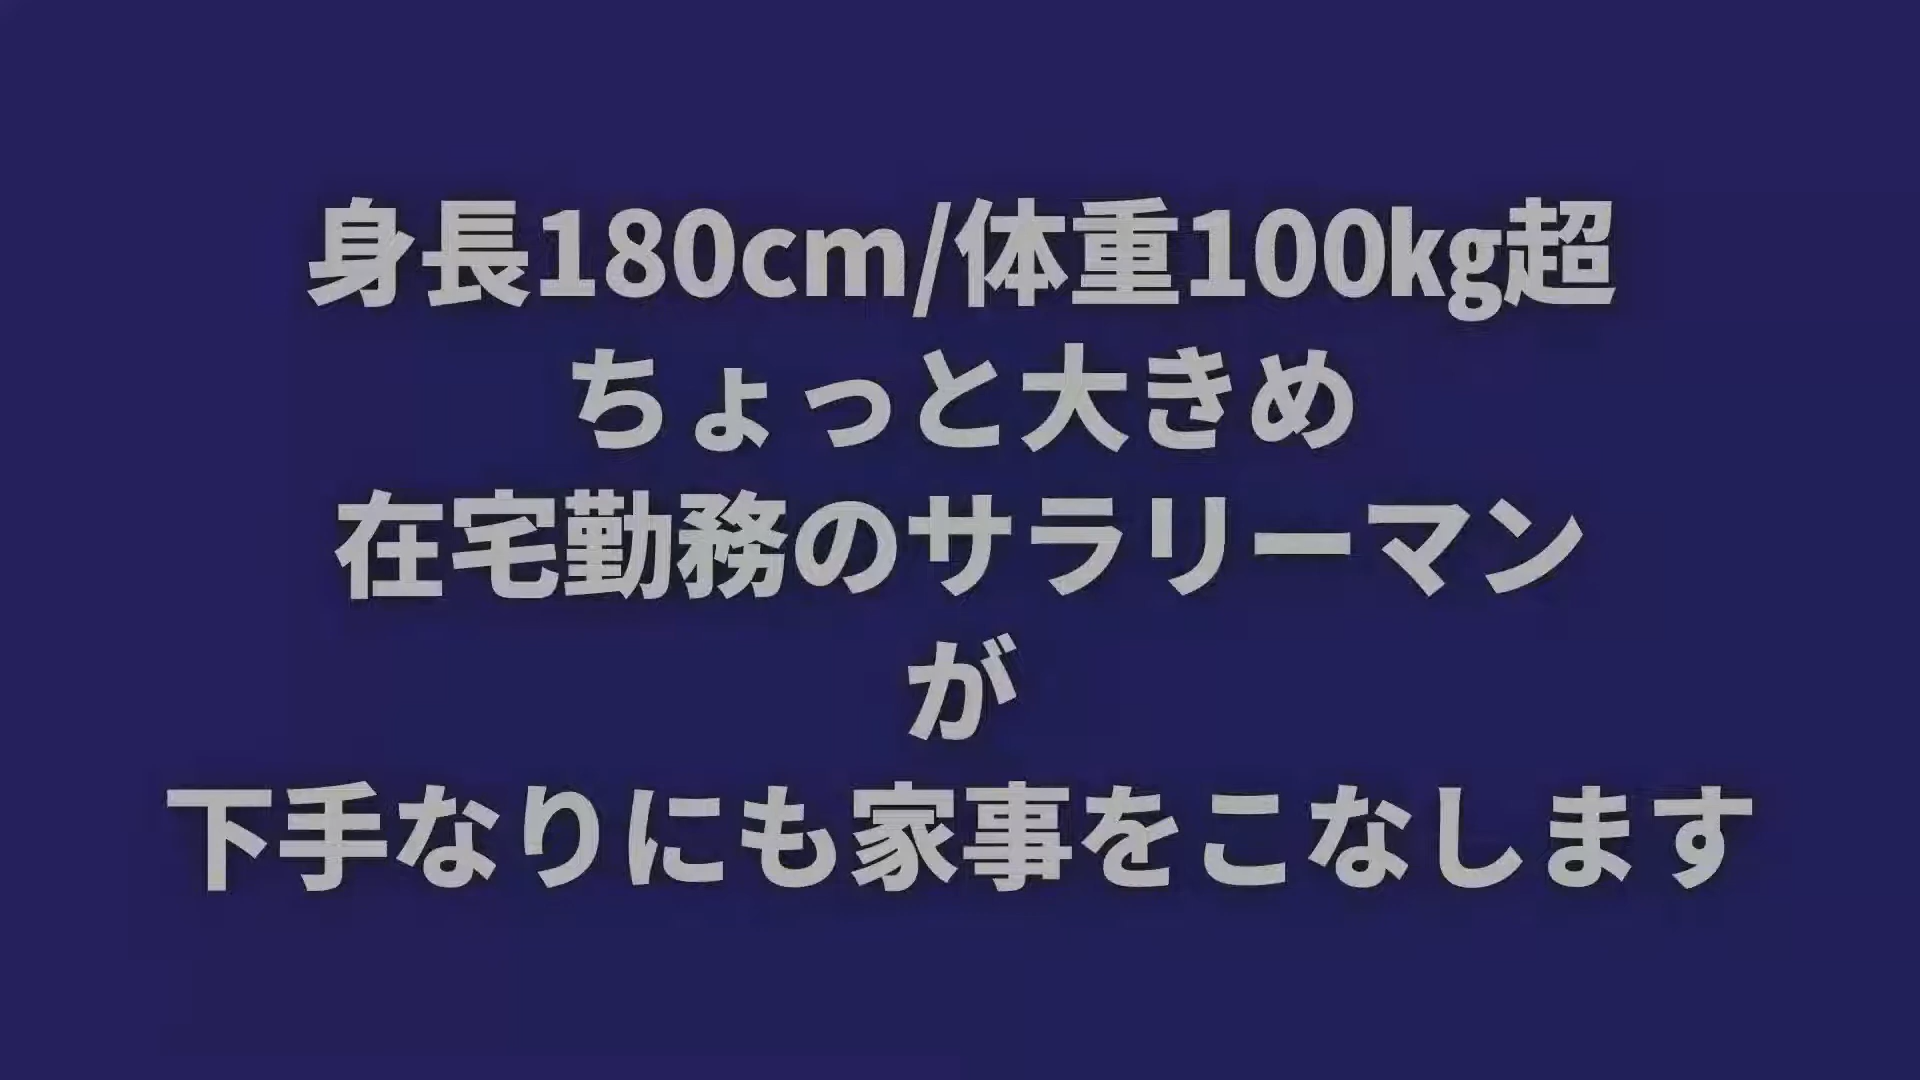 身長180cm/体重100kg超
ちょっと大きめ
在宅勤務のサラリーマン
が
下手なりにも家事をこなします